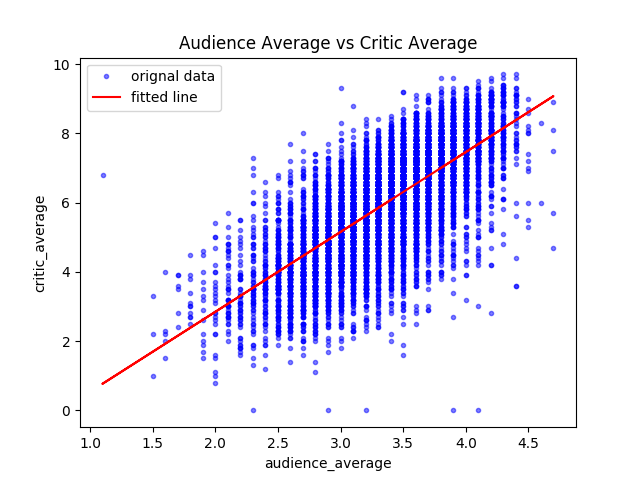 Audience Average vs Critic Average
orignal data
fitted line
critic_average
10
8
6
4
2
0
1.0 1.5 2.0 2.5 3.0 3.5 4.0 4.5
audience_average